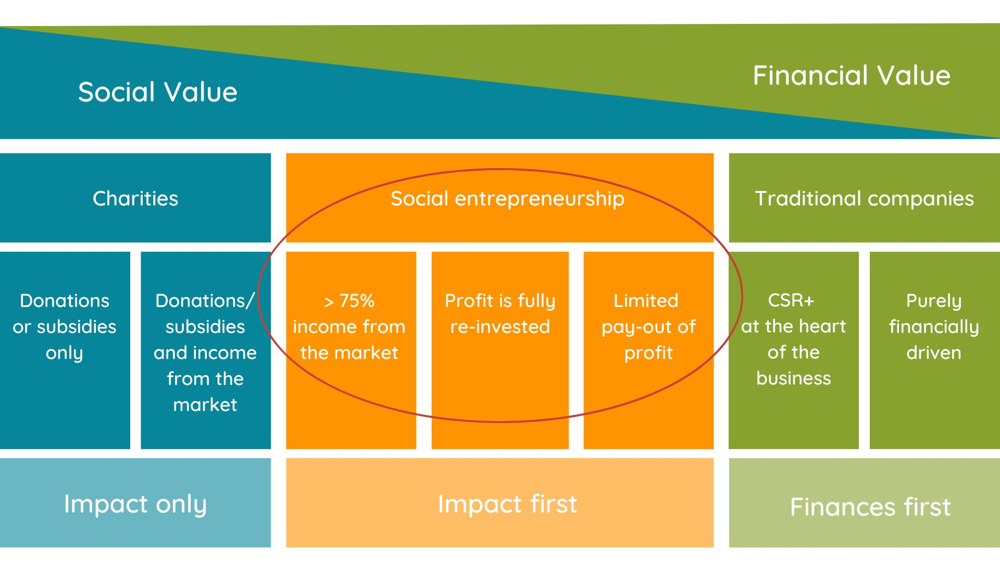 Social Value
Financial Value
Charities
Social entrepreneurship
Traditional companies
Donations
or subsidies
only
Donations/
subsidies
and income
from the
market
> 75%
income from
the market
Profit is fully
re-invested
Limited
pay-out of
profit
CSR+
at the heart
of the
business
Purely
financially
driven
Impact only
Impact first
Finances first